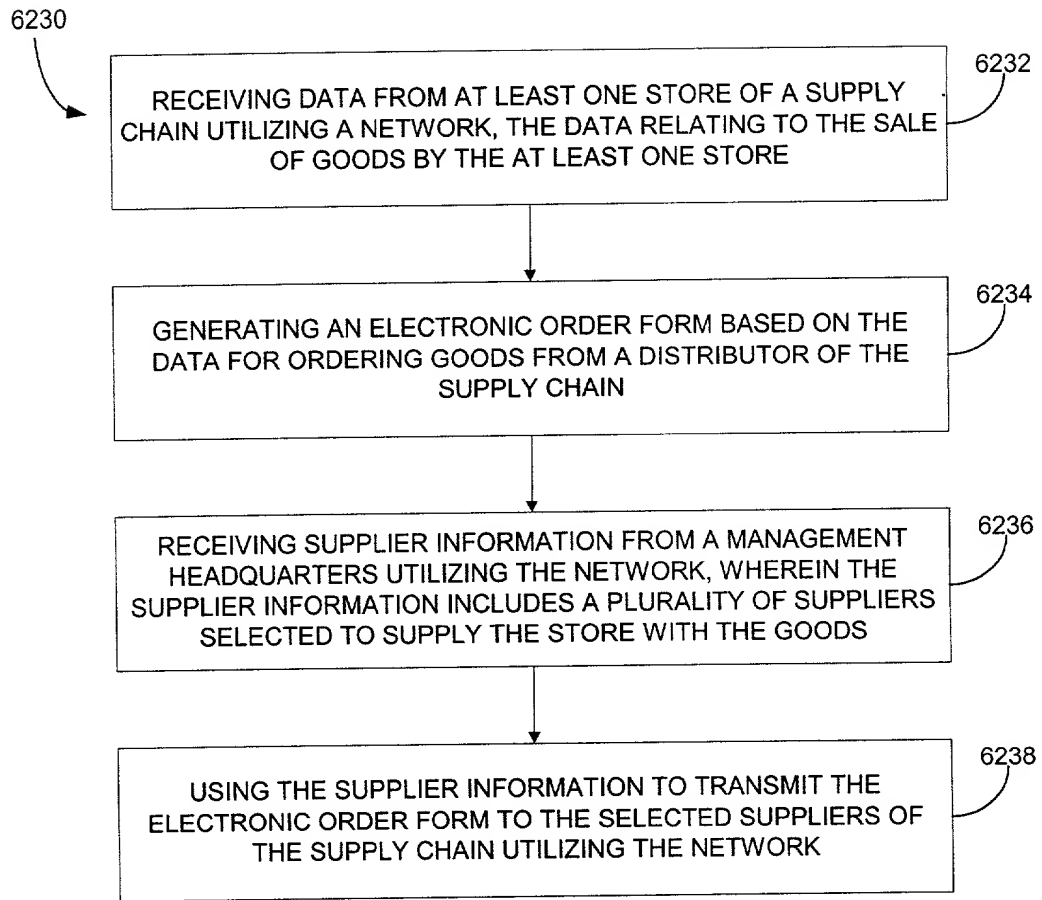 6230
6232
RECEIVING DATA FROM AT LEAST ONE STORE OF A SUPPLY
CHAIN UTILIZING A NETWORK, THE DATA RELATING TO THE SALE
OF GOODS BY THE AT LEAST ONE STORE
6234
GENERATING AN ELECTRONIC ORDER FORM BASED ON THE
DATA FOR ORDERING GOODS FROM A DISTRIBUTOR OF THE
SUPPLY CHAIN
6236
RECEIVING SUPPLIER INFORMATION FROM A MANAGEMENT
HEADQUARTERS UTILIZING THE NETWORK, WHEREIN THE
SUPPLIER INFORMATION INCLUDES A PLURALITY OF SUPPLIERS
SELECTED TO SUPPLY THE STORE WITH THE GOODS
6238
USING THE SUPPLIER INFORMATION TO TRANSMIT THE
ELECTRONIC ORDER FORM TO THE SELECTED SUPPLIERS OF
THE SUPPLY CHAIN UTILIZING THE NETWORK